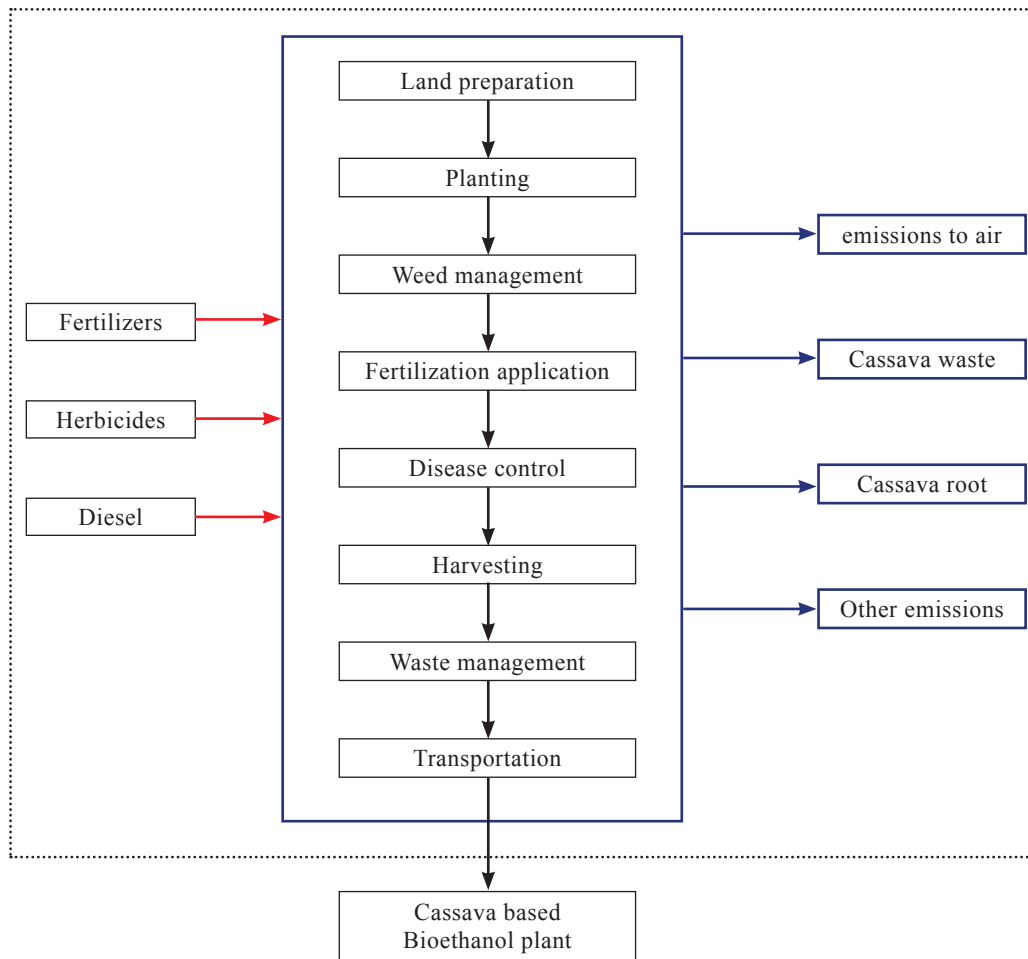 Land preparation
Planting
Weed management
Fertilization application
Disease control
Harvesting
Waste management
Transportation
Cassava based
Bioethanol plant
Fertilizers
Herbicides
Diesel
emissions to air
Cassava waste
Cassava root
Other emissions